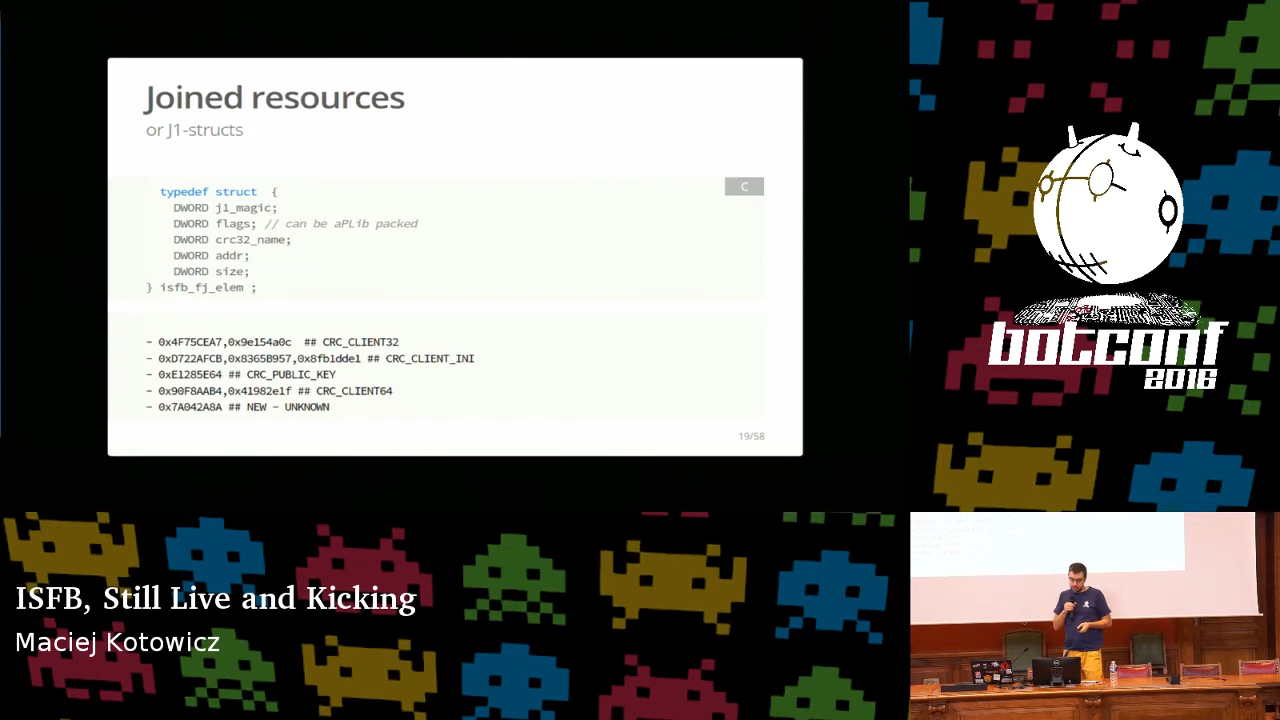 Joined resources
or J1-structs
C
typedef struct {
DWORD j1_magic;
DWORD flags; // can be aPLib packed
DWORD crc32_name;
DWORD addr;
DWORD size;
} isfb_fj_elem ;
- 0x4F75CEA7,0x9e154a0c ## CRC_CLIENT32
- 0xD722AFCB,0x8365B957,0x8fb1dde1 ## CRC_CLIENT_INI
- 0xE1285E64 ## CRC_PUBLIC_KEY
- 0x90F8AAB4,0x41982e1f ## CRC_CLIENT64
- 0x7A042A8A ## NEW - UNKNOWN
19/58
botconf
2016
ISFB, Still Live and Kicking
Maciej Kotowicz